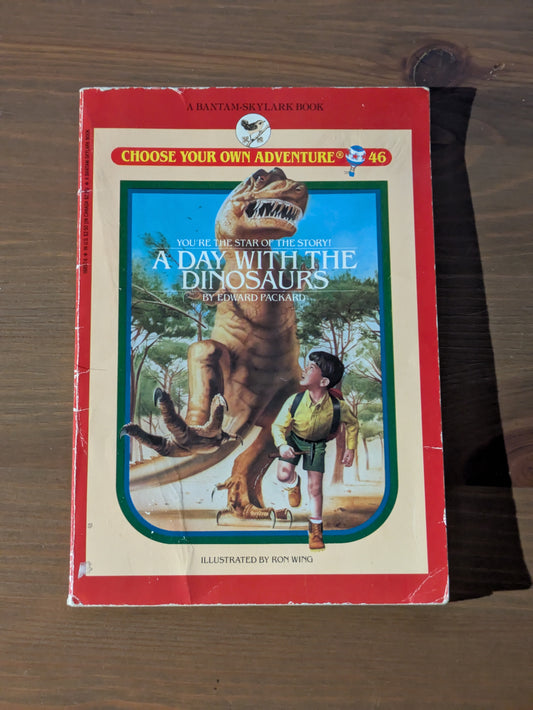 A BANTAM-SKYLARK BOOK
CHOOSE YOUR OWN ADVENTURE® 46
YOU'RE THE STAR OF THE STORY!
A DAY WITH THE
DINOSAURS
BY EDWARD PACKARD
ILLUSTRATED BY RON WING